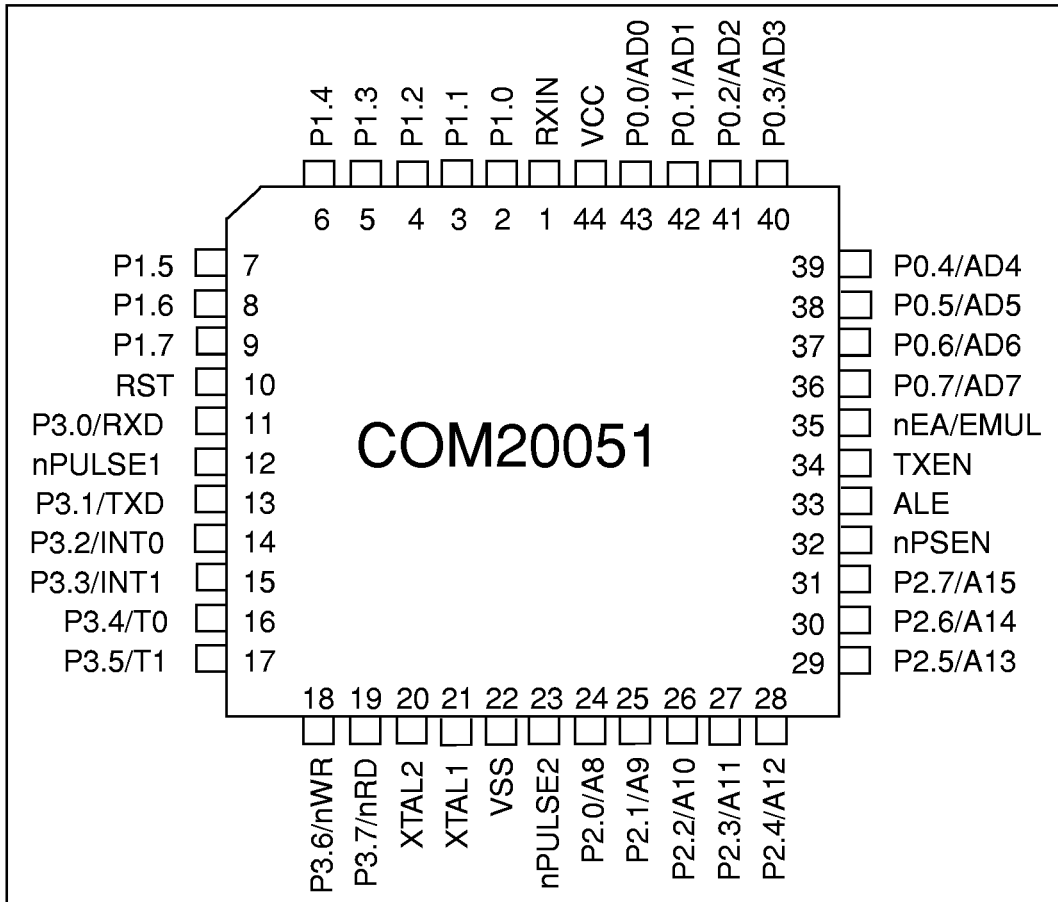 P1.4
P1.3
P1.2
P1.1
P1.0
RXIN
VCC
P0.0/AD0
P0.1/AD1
P0.2/AD2
P0.3/AD3
6 5 4 3 2 1 44 43 42 41 40
P1.5 7 39 P0.4/AD4
P1.6 8 38 P0.5/AD5
P1.7 9 37 P0.6/AD6
RST 10 36 P0.7/AD7
P3.0/RXD 11 35 nEA/EMUL
nPULSE1 12 34 TXEN
P3.1/TXD 13 33 ALE
P3.2/INT0 14 32 nPSEN
P3.3/INT1 15 31 P2.7/A15
P3.4/T0 16 30 P2.6/A14
P3.5/T1 17 29 P2.5/A13
COM20051
18 19 20 21 22 23 24 25 26 27 28
P3.6/nWR
P3.7/nRD
XTAL2
XTAL1
VSS
nPULSE2
P2.0/A8
P2.1/A9
P2.2/A10
P2.3/A11
P2.4/A12